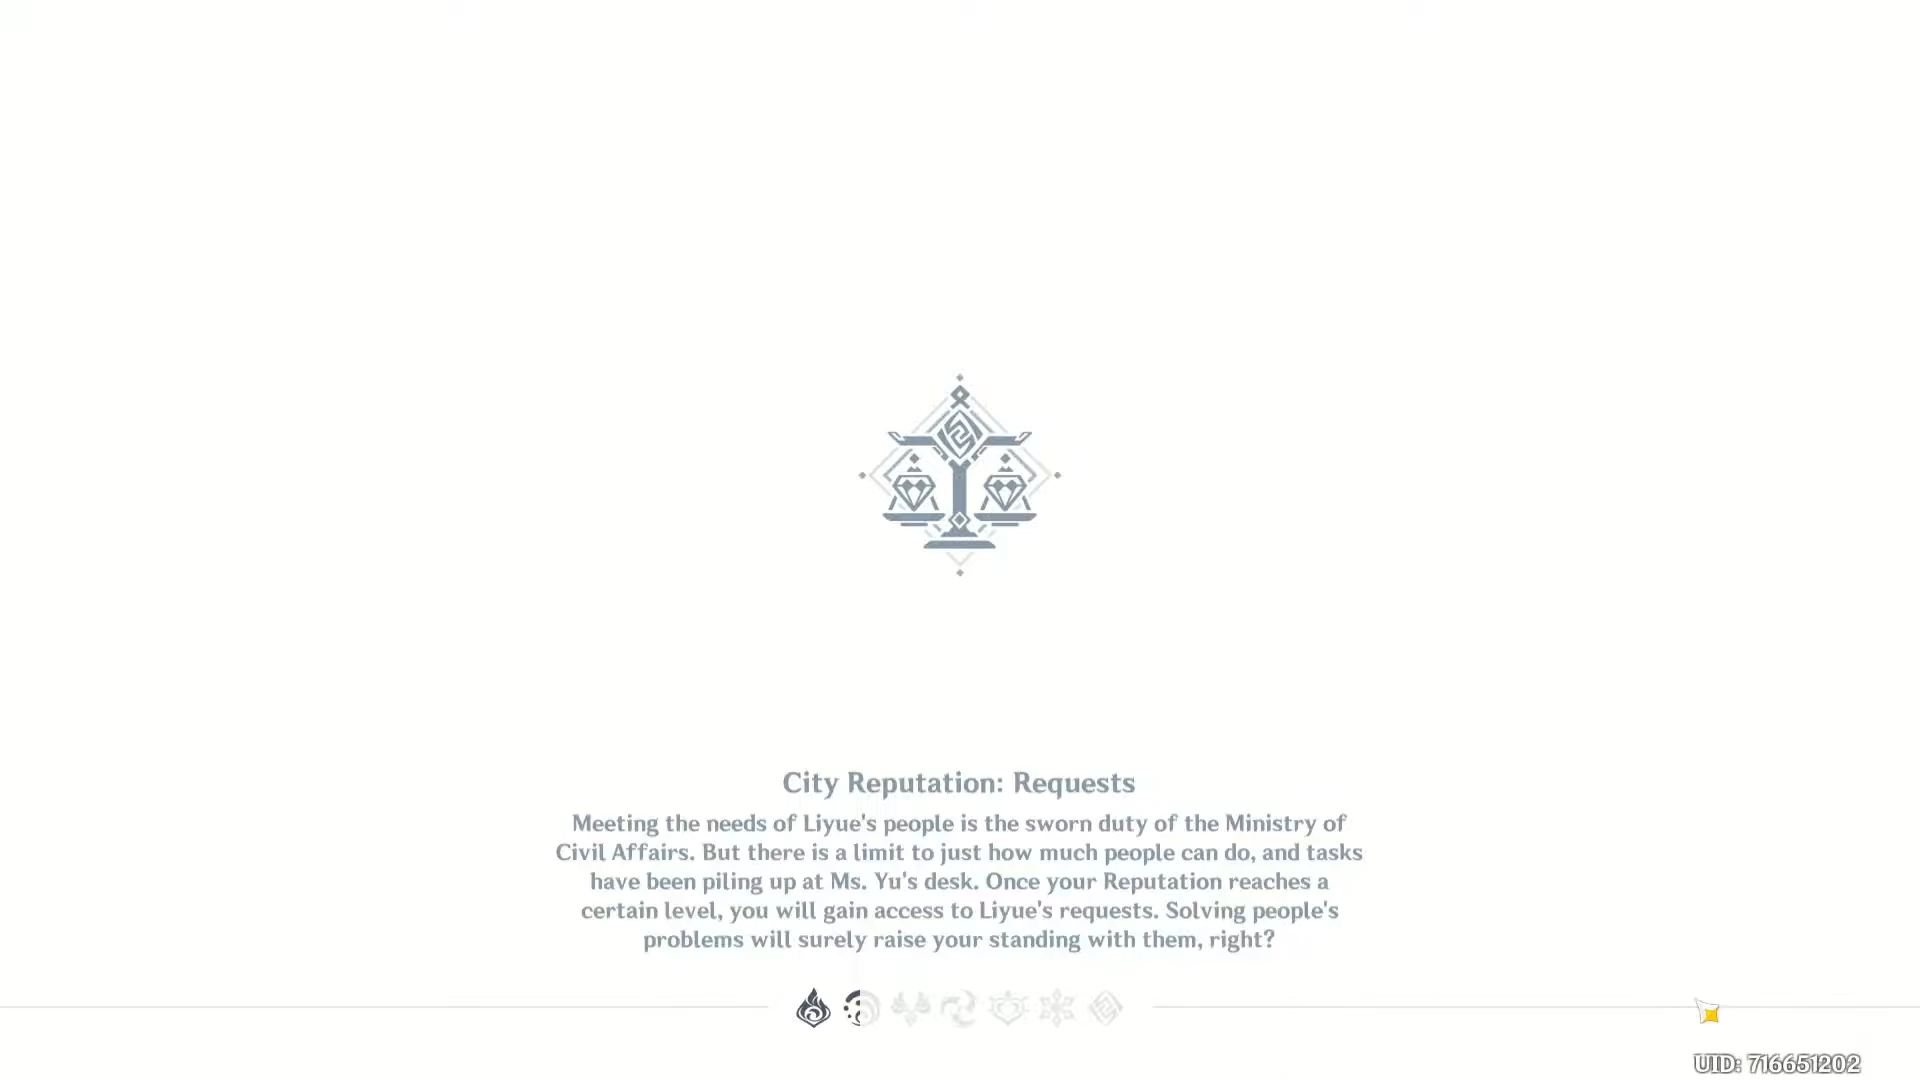 City Reputation: Requests
Meeting the needs of Liyue's people is the sworn duty of the Ministry of
Civil Affairs. But there is a limit to just how much people can do, and tasks
have been piling up at Ms. Yu's desk. Once your Reputation reaches a
certain level, you will gain access to Liyue's requests. Solving people's
problems will surely raise your standing with them, right?
UID: 716651202